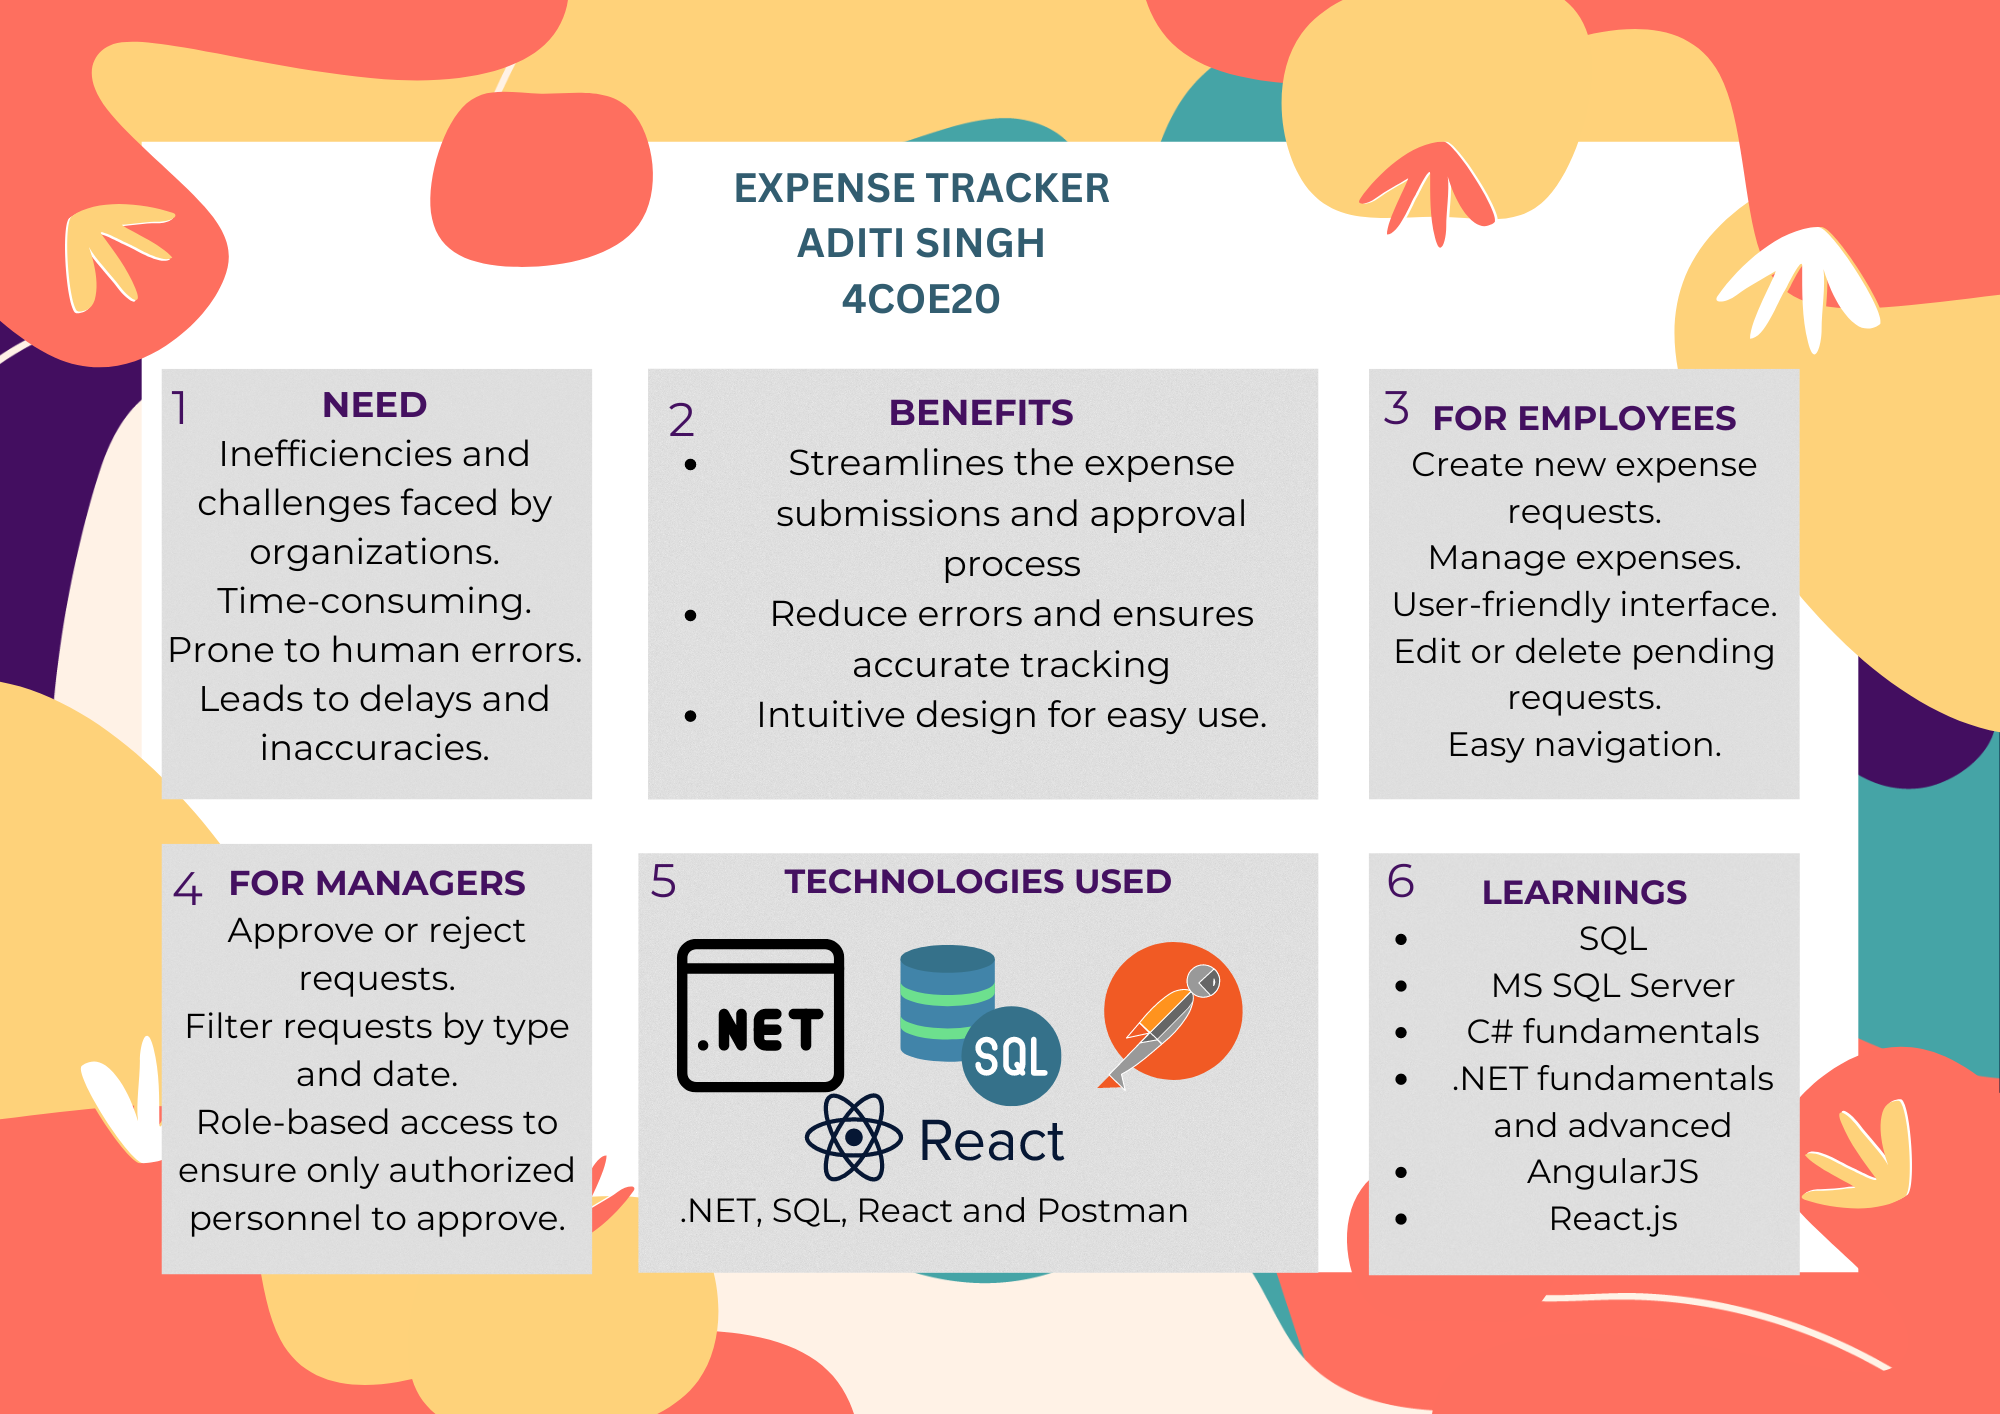 EXPENSE TRACKER
ADITI SINGH
4COE20
1
NEED
Inefficiencies and
challenges faced by
organizations.
Time-consuming.
Prone to human errors.
Leads to delays and
inaccuracies.
2
BENEFITS
• Streamlines the expense
submissions and approval
process
• Reduce errors and ensures
accurate tracking
• Intuitive design for easy use.
3
FOR EMPLOYEES
Create new expense
requests.
Manage expenses.
User-friendly interface.
Edit or delete pending
requests.
Easy navigation.
4
FOR MANAGERS
Approve or reject
requests.
Filter requests by type
and date.
Role-based access to
ensure only authorized
personnel to approve.
5
TECHNOLOGIES USED
.NET
SQL
React
.NET, SQL, React and Postman
6
LEARNINGS
• SQL
• MS SQL Server
• C# fundamentals
• .NET fundamentals
and advanced
• AngularJS
• React.js